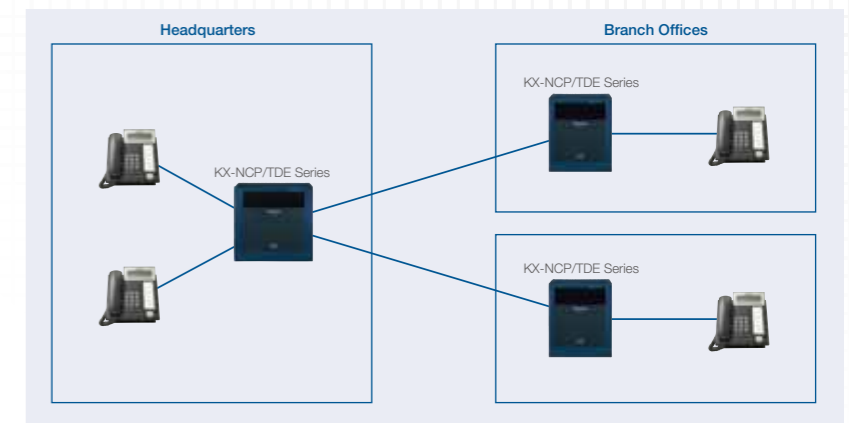 Headquarters
Branch Offices
KX-NCP/TDE Series
KX-NCP/TDE Series
KX-NCP/TDE Series